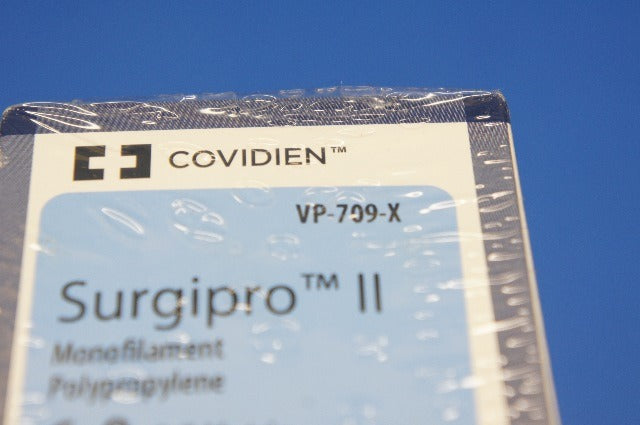 COVIDIEN™
VP-709-X
Surgipro™ II
Monofilament
Polypropylene